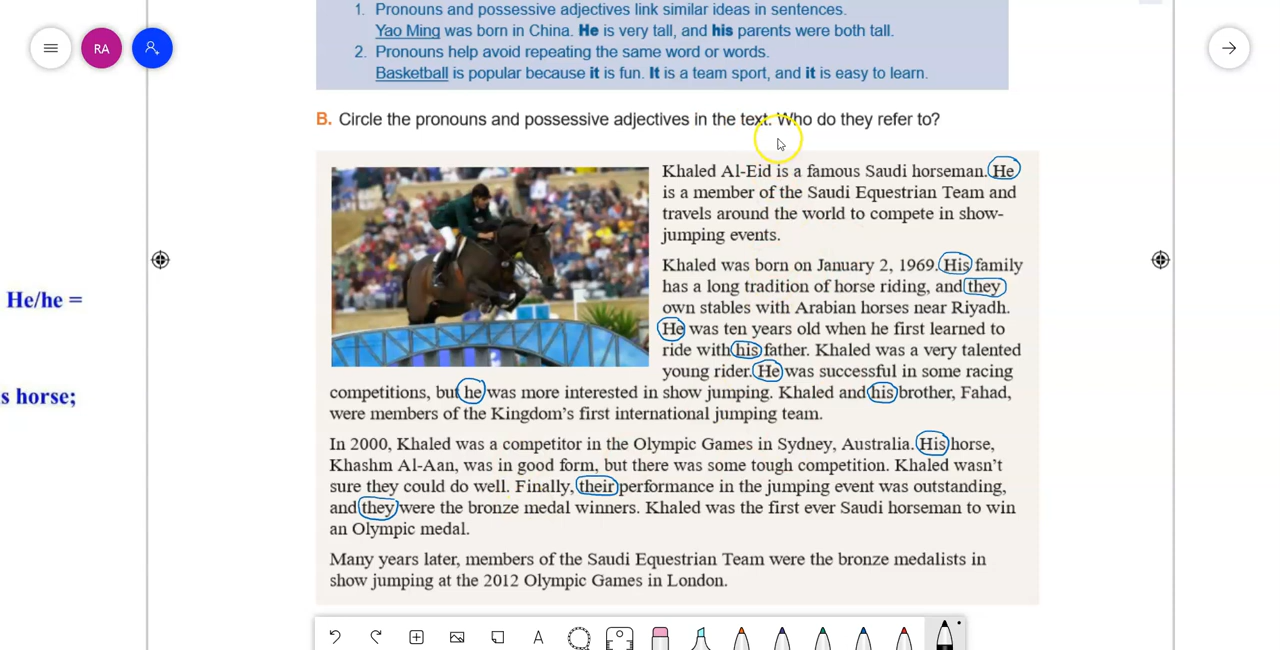 1. Pronouns and possessive adjectives link similar ideas in sentences.
Yao Ming was born in China. He is very tall, and his parents were both tall.
2. Pronouns help avoid repeating the same word or words.
Basketball is popular because it is fun. It is a team sport, and it is easy to learn.
RA
B. Circle the pronouns and possessive adjectives in the text. Who do they refer to?
Khaled Al-Eid is a famous Saudi horseman. He
is a member of the Saudi Equestrian Team and
travels around the world to compete in show-
jumping events.
Khaled was born on January 2, 1969. His family
has a long tradition of horse riding, and they
own stables with Arabian horses near Riyadh.
He was ten years old when he first learned to
ride with his father. Khaled was a very talented
young rider. He was successful in some racing
competitions, but he was more interested in show jumping. Khaled and his brother, Fahad,
were members of the Kingdom's first international jumping team.
In 2000, Khaled was a competitor in the Olympic Games in Sydney, Australia. His horse,
Khashm Al-Aan, was in good form, but there was some tough competition. Khaled wasn't
sure they could do well. Finally, their performance in the jumping event was outstanding,
and they were the bronze medal winners. Khaled was the first ever Saudi horseman to win
an Olympic medal.
Many years later, members of the Saudi Equestrian Team were the bronze medalists in
show jumping at the 2012 Olympic Games in London.
He/he =
s horse;
A